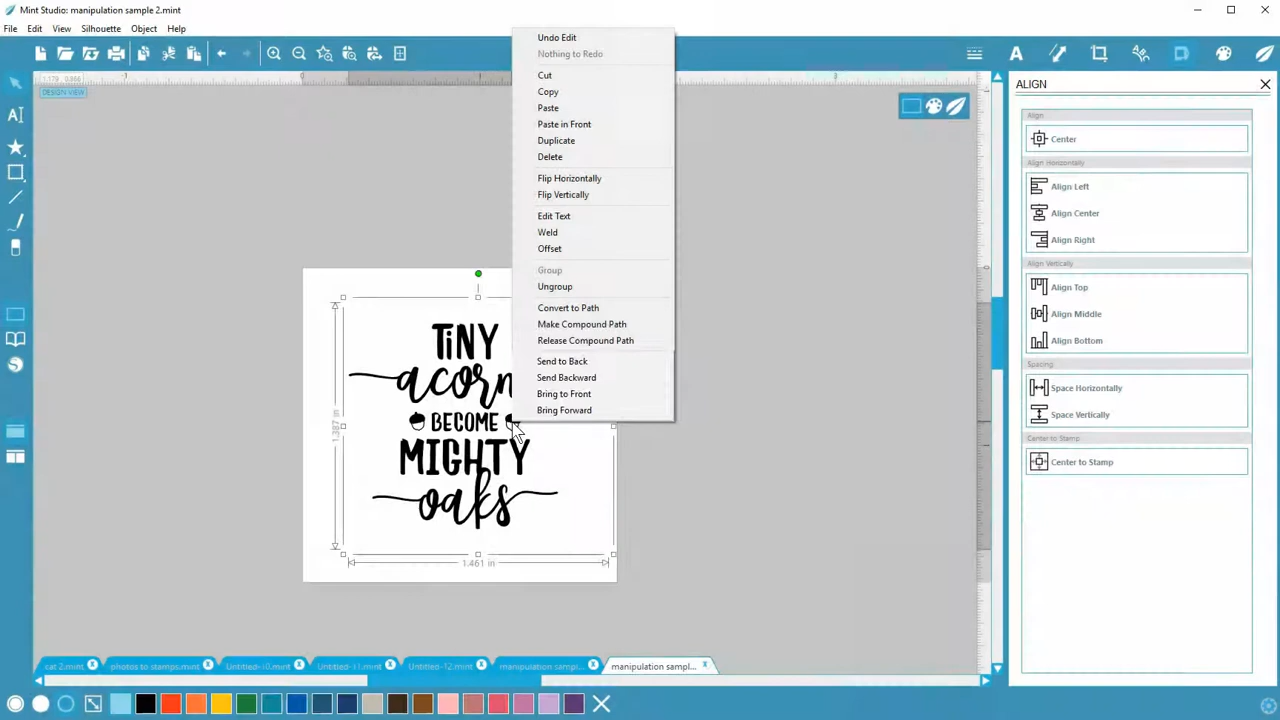 Mint Studio: manipulation sample 2.mint
File Edit View Silhouette Object Help
DESIGN VIEW
Undo Edit
Nothing to Redo
Cut
Copy
Paste
Paste in Front
Duplicate
Delete
Flip Horizontally
Flip Vertically
Edit Text
Weld
Offset
Group
Ungroup
Convert to Path
Make Compound Path
Release Compound Path
Send to Back
Send Backward
Bring to Front
Bring Forward
TiNY
acorn
BECOME
MIGHTY
oaks
1.387 in
1.461 in
ALIGN
Align
Center
Align Horizontally
Align Left
Align Center
Align Right
Align Vertically
Align Top
Align Middle
Align Bottom
Spacing
Space Horizontally
Space Vertically
Center to Stamp
Center to Stamp
cat 2.mint
photos to stamps.mint
Untitled-10.mint
Untitled-11.mint
Untitled-12.mint
manipulation sampl...
manipulation sampl...